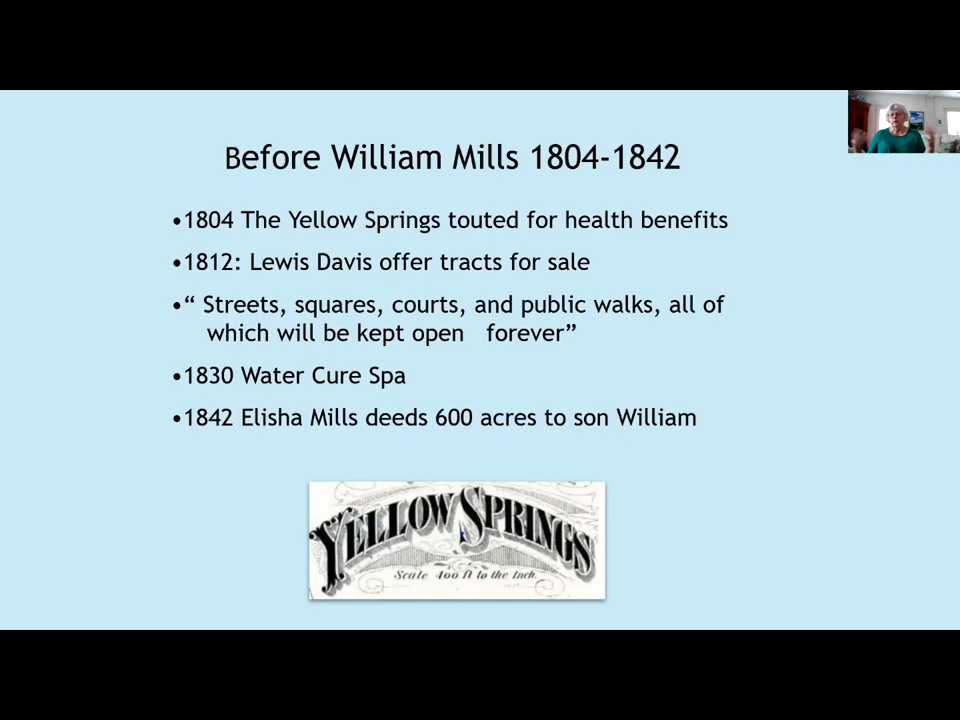 Before William Mills 1804-1842
•1804 The Yellow Springs touted for health benefits
•1812: Lewis Davis offer tracts for sale
•“ Streets, squares, courts, and public walks, all of
which will be kept open forever”
•1830 Water Cure Spa
•1842 Elisha Mills deeds 600 acres to son William
YELLOW SPRINGS
Scale 400 ft to the Inch.